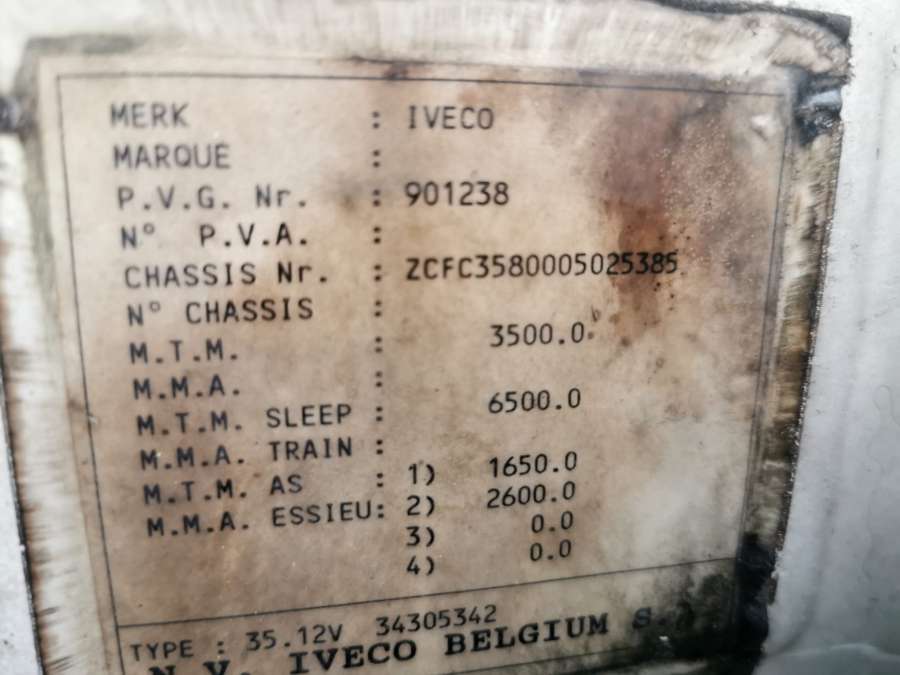 MERK : IVECO
MARQUE :
P.V.G. Nr. : 901238
N° P.V.A. :
CHASSIS Nr. : ZCFC3580005025385
N° CHASSIS :
M.T.M. : 3500.0
M.M.A. :
M.T.M. SLEEP : 6500.0
M.M.A. TRAIN :
M.T.M. AS : 1) 1650.0
M.M.A. ESSIEU: 2) 2600.0
3) 0.0
4) 0.0
TYPE : 35.12V 34305342
N.V. IVECO BELGIUM S.